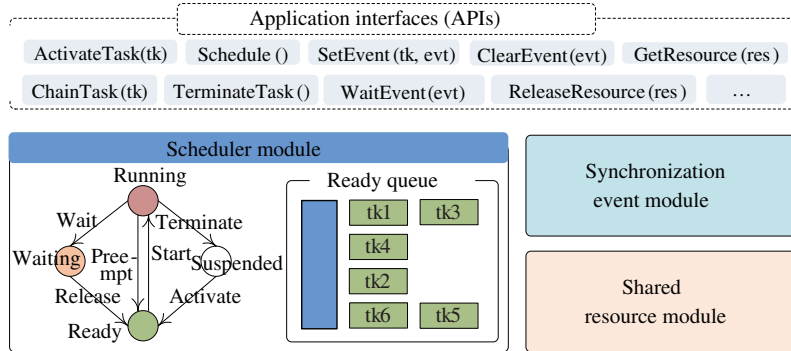 Application interfaces (APIs)
ActivateTask(tk) Schedule () SetEvent (tk, evt) ClearEvent (evt) GetResource (res)
ChainTask (tk) TerminateTask () WaitEvent (evt) ReleaseResource (res) …
Scheduler module
Running
Wait
Terminate
Waiting
Pree-
mpt
Start
Suspended
Release
Activate
Ready
Ready queue
tk1 tk3
tk4
tk2
tk6 tk5
Synchronization
event module
Shared
resource module